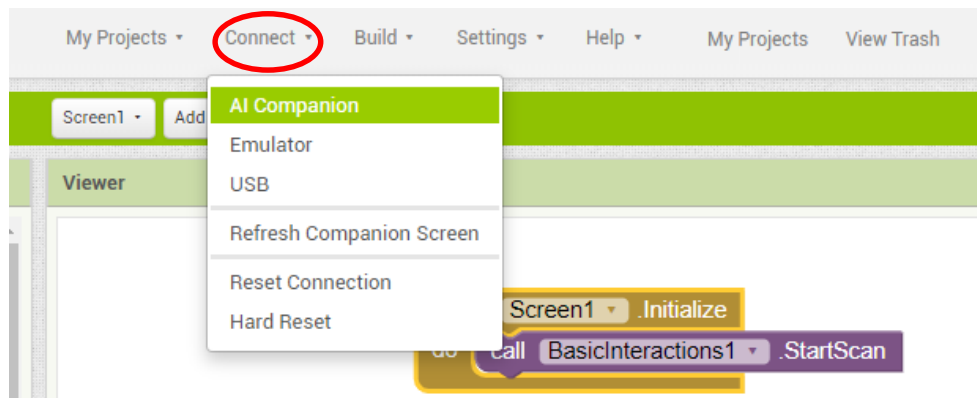 My Projects Connect Build Settings Help My Projects View Trash
Screen1 Add
AI Companion
Emulator
USB
Refresh Companion Screen
Reset Connection
Hard Reset
Viewer
Screen1 .Initialize
do call BasicInteractions1 .StartScan